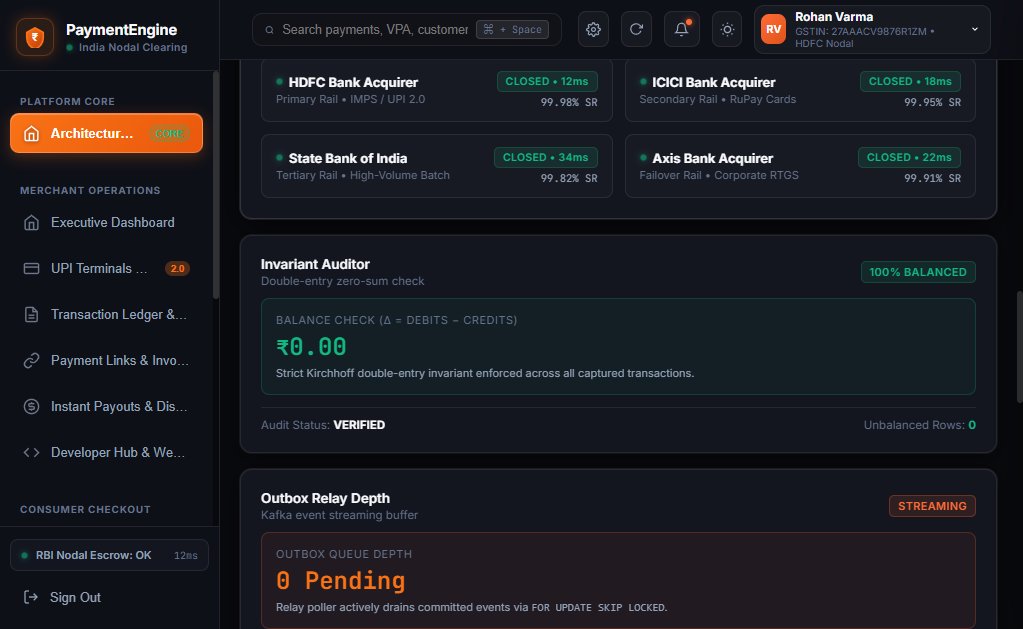 PaymentEngine
India Nodal Clearing
PLATFORM CORE
Architectur... CORE
MERCHANT OPERATIONS
Executive Dashboard
UPI Terminals ... 2.0
Transaction Ledger &...
Payment Links & Invo...
Instant Payouts & Dis...
Developer Hub & We...
CONSUMER CHECKOUT
RBI Nodal Escrow: OK 12ms
Sign Out
Search payments, VPA, customer ⌘ + Space
RV
Rohan Varma
GSTIN: 27AAACV9876R1ZM •
HDFC Nodal
HDFC Bank Acquirer CLOSED • 12ms
Primary Rail • IMPS / UPI 2.0 99.98% SR
ICICI Bank Acquirer CLOSED • 18ms
Secondary Rail • RuPay Cards 99.95% SR
State Bank of India CLOSED • 34ms
Tertiary Rail • High-Volume Batch 99.82% SR
Axis Bank Acquirer CLOSED • 22ms
Failover Rail • Corporate RTGS 99.91% SR
Invariant Auditor
Double-entry zero-sum check
100% BALANCED
BALANCE CHECK (Δ = DEBITS − CREDITS)
₹0.00
Strict Kirchhoff double-entry invariant enforced across all captured transactions.
Audit Status: VERIFIED Unbalanced Rows: 0
Outbox Relay Depth
Kafka event streaming buffer
STREAMING
OUTBOX QUEUE DEPTH
0 Pending
Relay poller actively drains committed events via FOR UPDATE SKIP LOCKED.